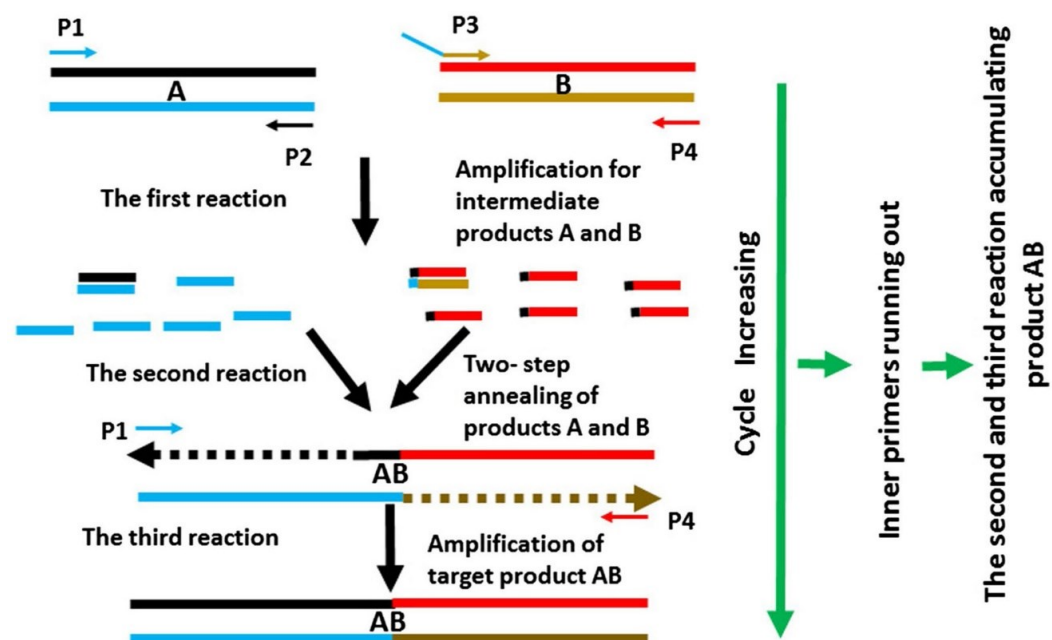 P1
P3
A
B
P2
P4
The first reaction
Amplification for
intermediate
products A and B
The second reaction
Two- step
annealing of
products A and B
P1
AB
P4
The third reaction
Amplification of
target product AB
AB
Cycle Increasing
Inner primers running out
The second and third reaction accumulating
product AB